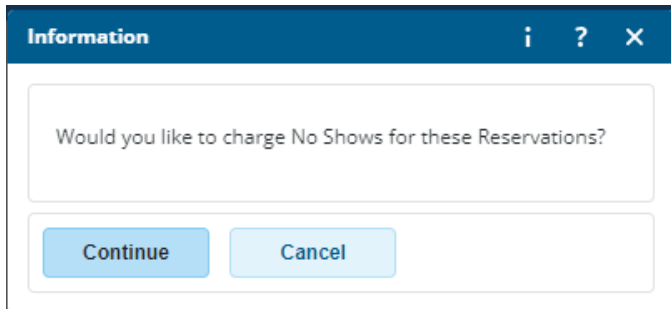 Information i ? ×
Would you like to charge No Shows for these Reservations?
Continue Cancel